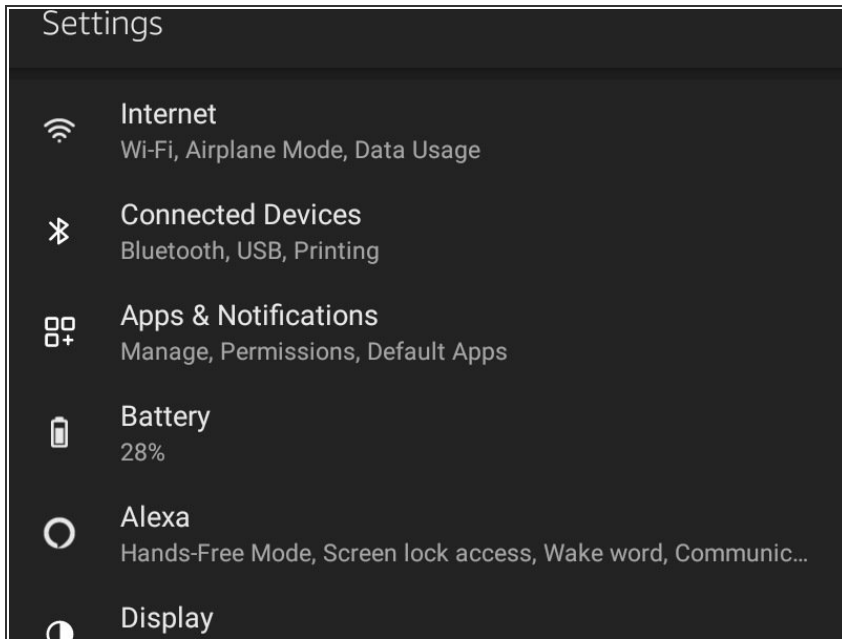 Settings
Internet
Wi-Fi, Airplane Mode, Data Usage
Connected Devices
Bluetooth, USB, Printing
Apps & Notifications
Manage, Permissions, Default Apps
Battery
28%
Alexa
Hands-Free Mode, Screen lock access, Wake word, Communic...
Display